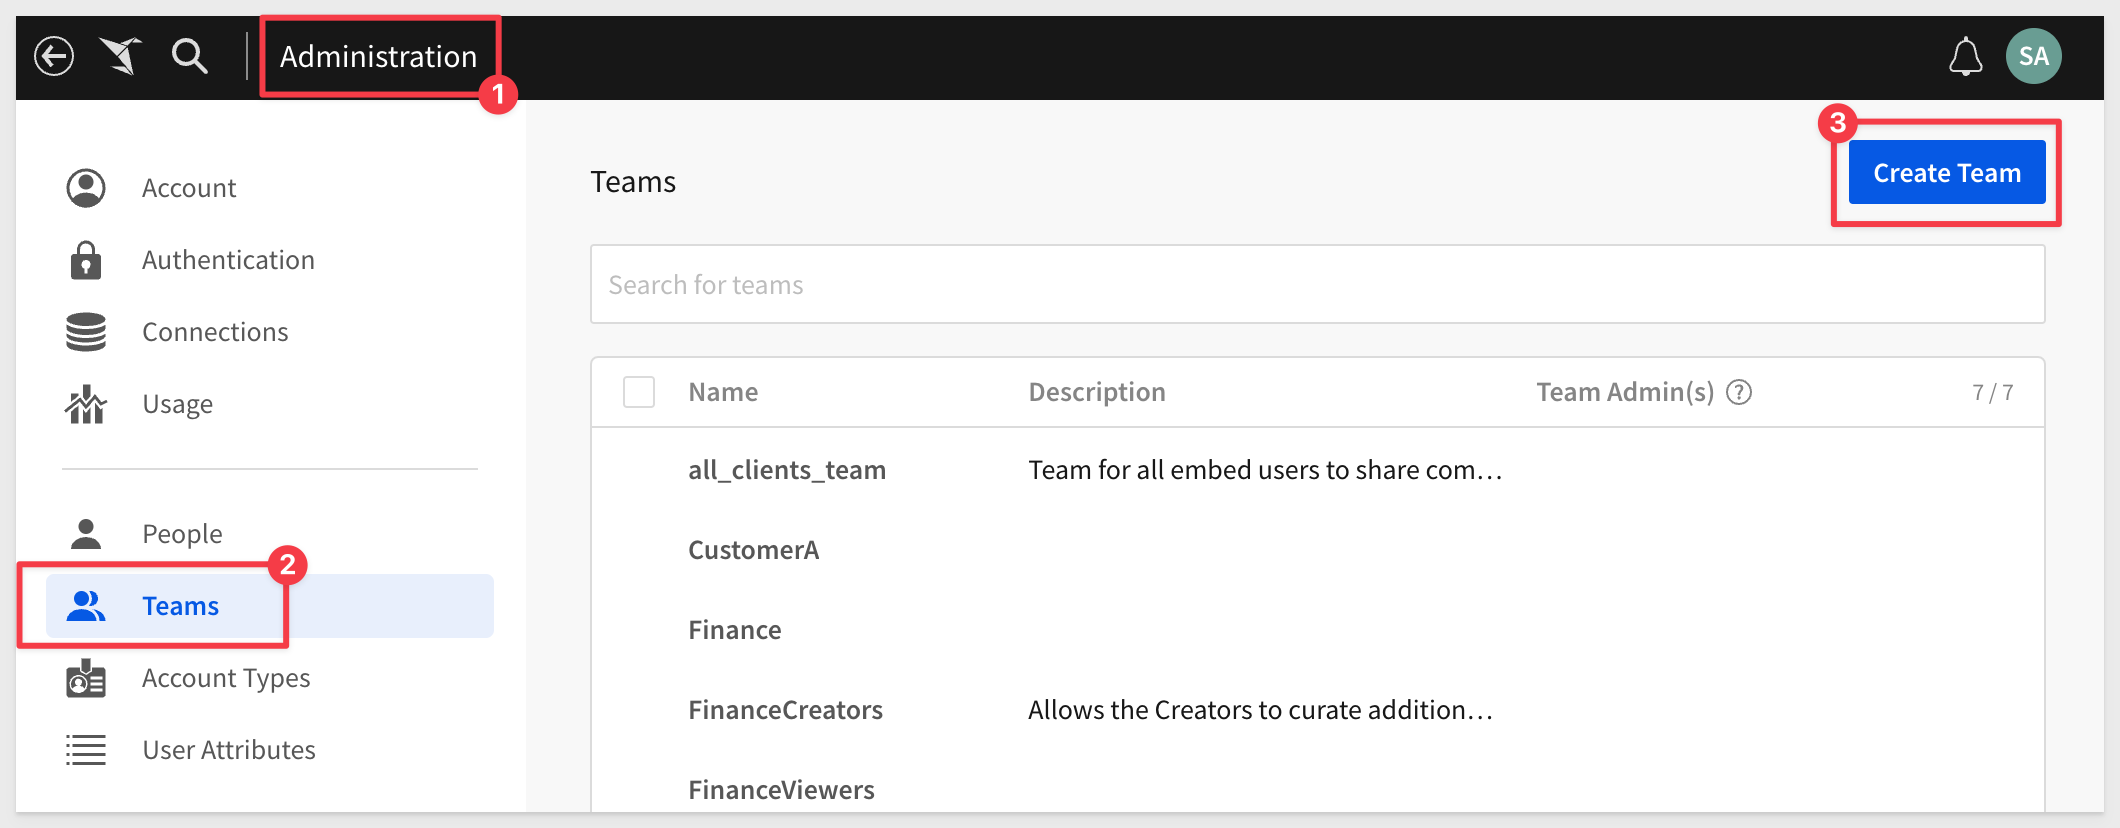 Administration
1
SA
3
Create Team
Account
Authentication
Connections
Usage
People
2
Teams
Account Types
User Attributes
Teams
Search for teams
Name Description Team Admin(s) ? 7 / 7
all_clients_team Team for all embed users to share com…
CustomerA
Finance
FinanceCreators Allows the Creators to curate addition…
FinanceViewers